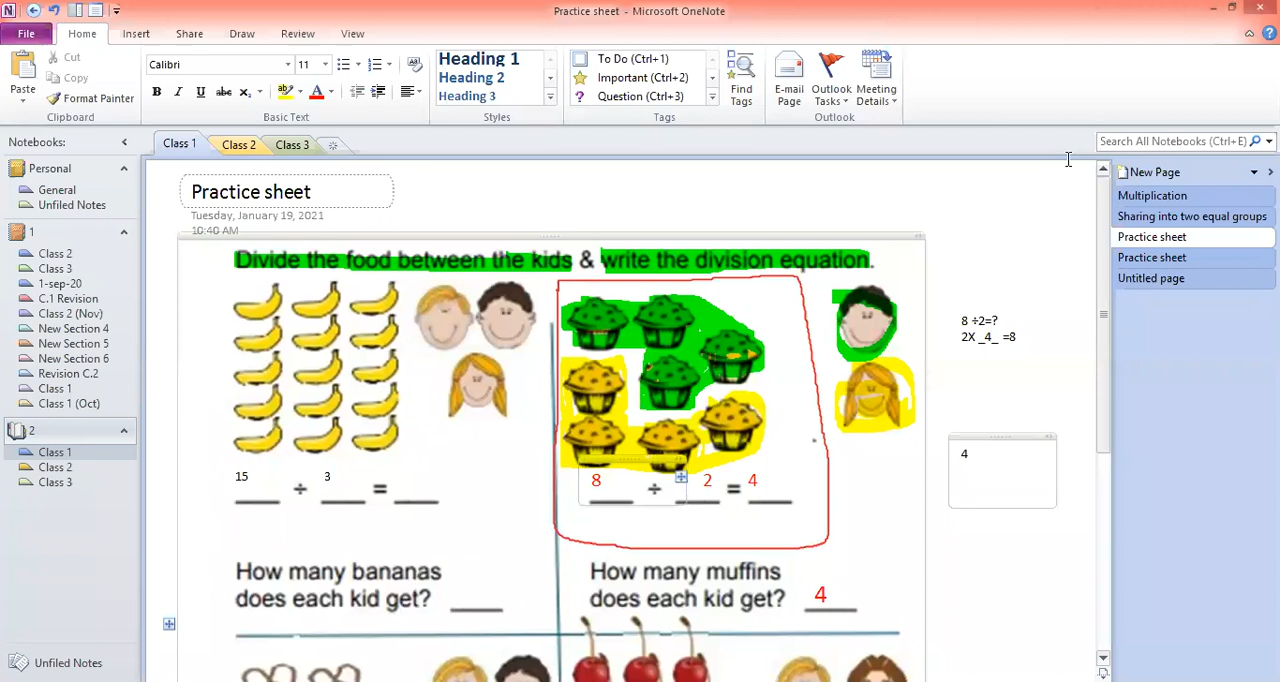 Practice sheet - Microsoft OneNote
File Home Insert Share Draw Review View
Cut
Copy
Paste
Format Painter
Clipboard
Calibri 11
B I U abc X₂ ab A
Basic Text
Heading 1
Heading 2
Heading 3
Styles
To Do (Ctrl+1)
Important (Ctrl+2)
Question (Ctrl+3)
Tags
Find
Tags
E-mail
Page
Outlook
Tasks
Meeting
Details
Outlook
Notebooks:
Class 1 Class 2 Class 3
Search All Notebooks (Ctrl+E)
Personal
General
Unfiled Notes
1
Class 2
Class 3
1-sep-20
C.1 Revision
Class 2 (Nov)
New Section 4
New Section 5
New Section 6
Revision C.2
Class 1
Class 1 (Oct)
2
Class 1
Class 2
Class 3
Unfiled Notes
Practice sheet
Tuesday, January 19, 2021
10:40 AM
Divide the food between the kids & write the division equation.
15 ÷ 3 = ____
How many bananas
does each kid get? ____
8 ÷ 2 = 4
How many muffins
does each kid get? 4
8 ÷2=?
2X _4_ =8
4
New Page
Multiplication
Sharing into two equal groups
Practice sheet
Practice sheet
Untitled page